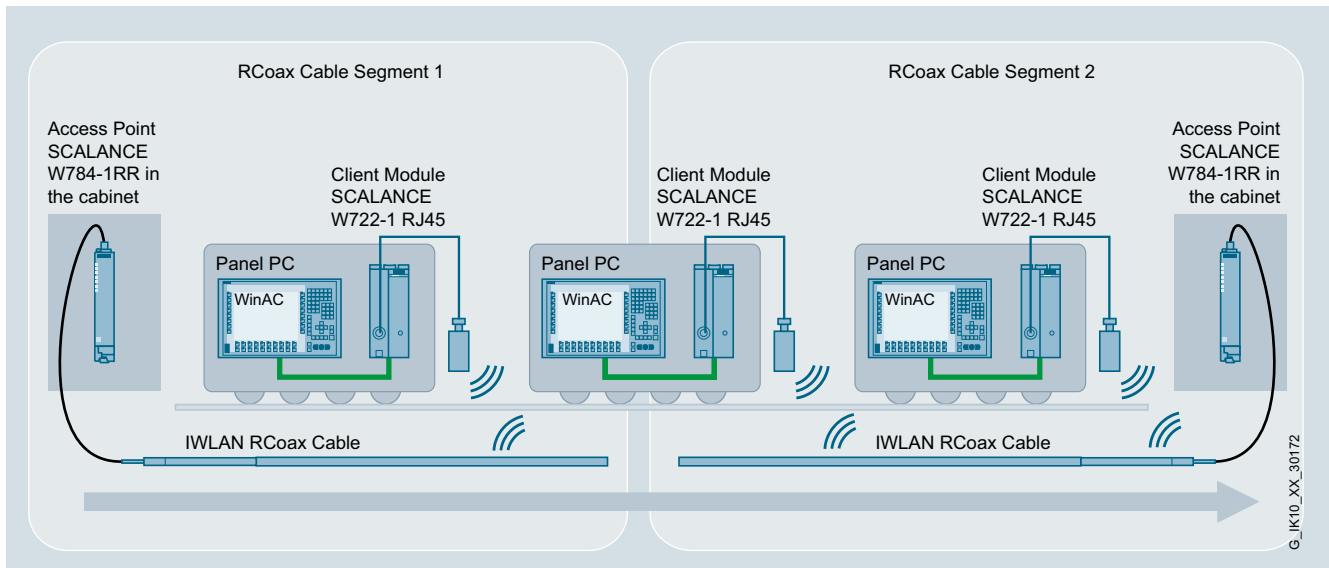 RCoax Cable Segment 1
RCoax Cable Segment 2
Access Point
SCALANCE
W784-1RR in
the cabinet
Client Module
SCALANCE
W722-1 RJ45
Client Module
SCALANCE
W722-1 RJ45
Client Module
SCALANCE
W722-1 RJ45
Access Point
SCALANCE
W784-1RR in
the cabinet
Panel PC
WinAC
Panel PC
WinAC
Panel PC
WinAC
IWLAN RCoax Cable
IWLAN RCoax Cable
G_IK10_XX_30172